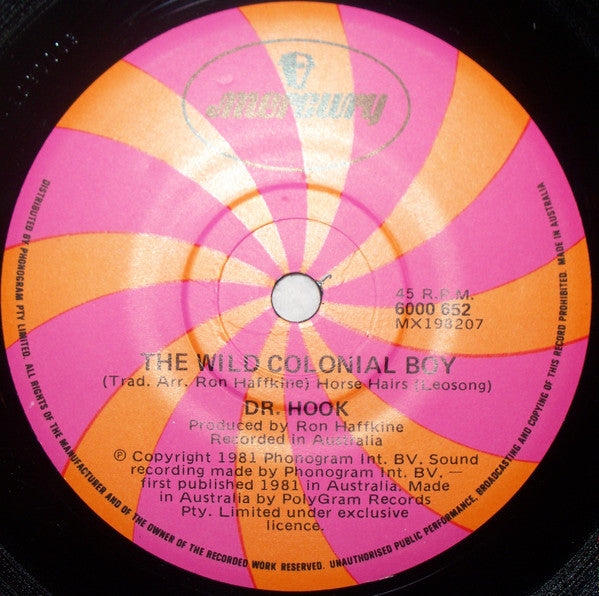 mercury
45 R.P.M.
6000 652
MX193207
THE WILD COLONIAL BOY
(Trad. Arr. Ron Haffkine) Horse Hairs (Leosong)
DR. HOOK
Produced by Ron Haffkine
Recorded in Australia
℗ Copyright 1981 Phonogram Int. BV. Sound
recording made by Phonogram Int. BV. —
first published 1981 in Australia. Made
in Australia by PolyGram Records
Pty. Limited under exclusive
licence.
DISTRIBUTED BY PHONOGRAM PTY LIMITED. ALL RIGHTS OF THE MANUFACTURER AND OF THE OWNER OF THE RECORDED WORK RESERVED. UNAUTHORISED PUBLIC PERFORMANCE, BROADCASTING AND COPYING OF THIS RECORD PROHIBITED. MADE IN AUSTRALIA